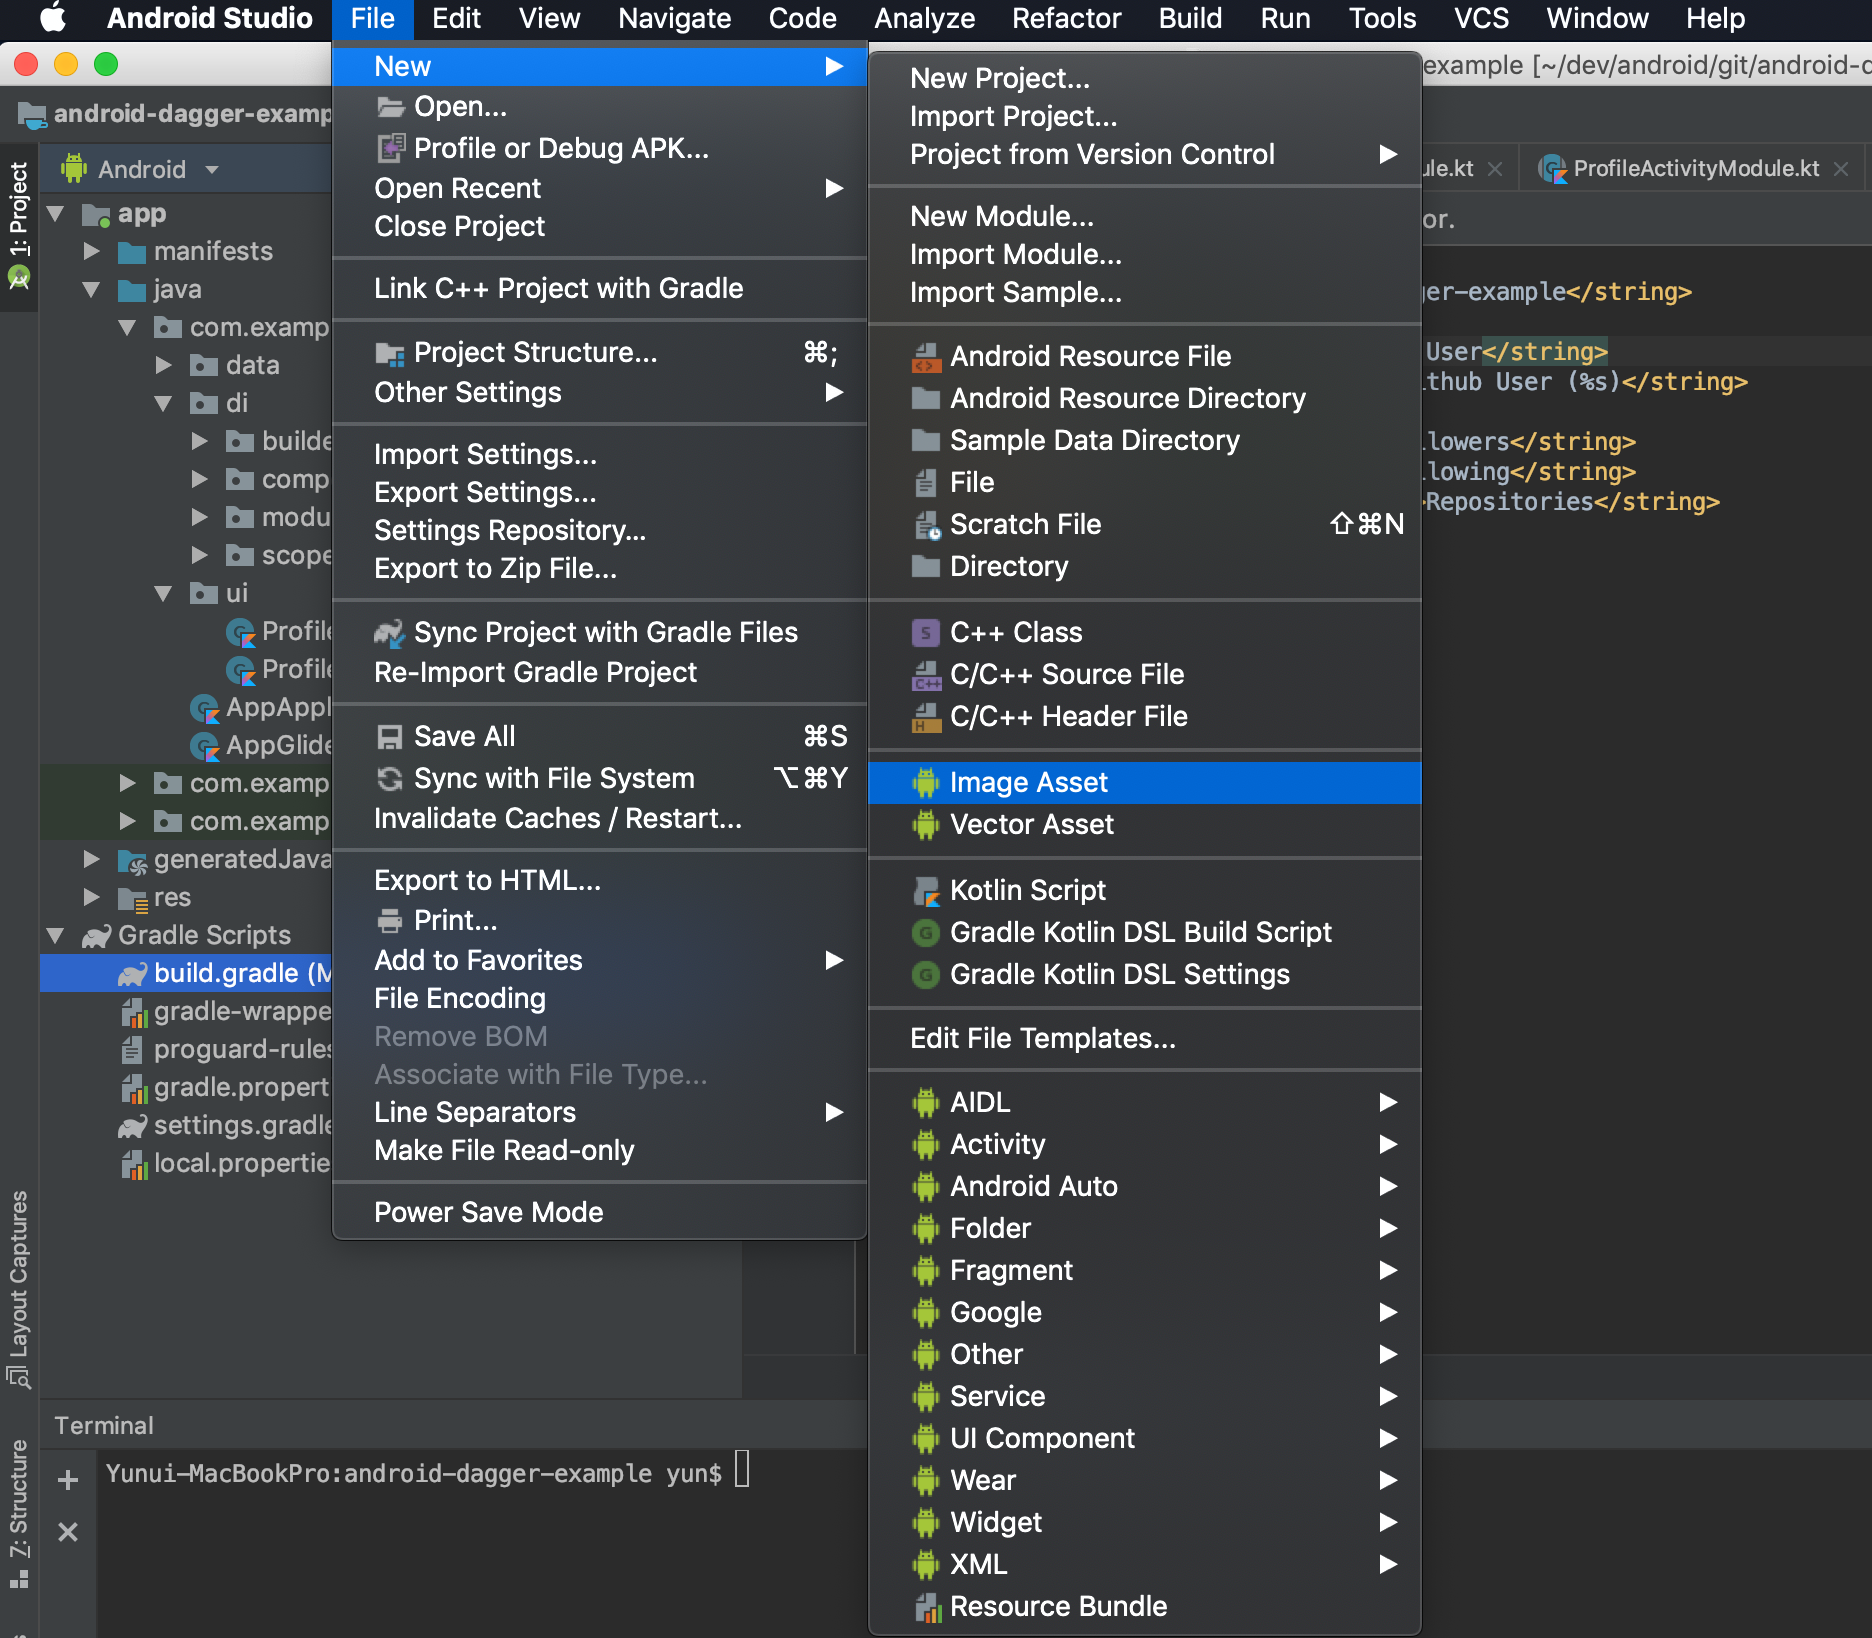 Android Studio File Edit View Navigate Code Analyze Refactor Build Run Tools VCS Window Help
example [~/dev/android/git/android-d
android-dagger-examp
Android
1: Project
app
manifests
java
com.examp
data
di
builde
comp
modu
scope
ui
Profile
Profile
AppAppl
AppGlide
com.examp
com.examp
generatedJava
res
Gradle Scripts
build.gradle (M
gradle-wrappe
proguard-rules
gradle.propert
settings.gradle
local.propertie
Layout Captures
Z: Structure
New
Open...
Profile or Debug APK...
Open Recent
Close Project
Link C++ Project with Gradle
Project Structure... ⌘;
Other Settings
Import Settings...
Export Settings...
Settings Repository...
Export to Zip File...
Sync Project with Gradle Files
Re-Import Gradle Project
Save All ⌘S
Sync with File System ⌥⌘Y
Invalidate Caches / Restart...
Export to HTML...
Print...
Add to Favorites
File Encoding
Remove BOM
Associate with File Type...
Line Separators
Make File Read-only
Power Save Mode
New Project...
Import Project...
Project from Version Control
New Module...
Import Module...
Import Sample...
Android Resource File
Android Resource Directory
Sample Data Directory
File
Scratch File ⇧⌘N
Directory
C++ Class
C/C++ Source File
C/C++ Header File
Image Asset
Vector Asset
Kotlin Script
Gradle Kotlin DSL Build Script
Gradle Kotlin DSL Settings
Edit File Templates...
AIDL
Activity
Android Auto
Folder
Fragment
Google
Other
Service
UI Component
Wear
Widget
XML
Resource Bundle
ule.kt ProfileActivityModule.kt
or.
ger-example</string>
User</string>
thub User (%s)</string>
lowers</string>
lowing</string>
Repositories</string>
Terminal
Yunui-MacBookPro:android-dagger-example yun$